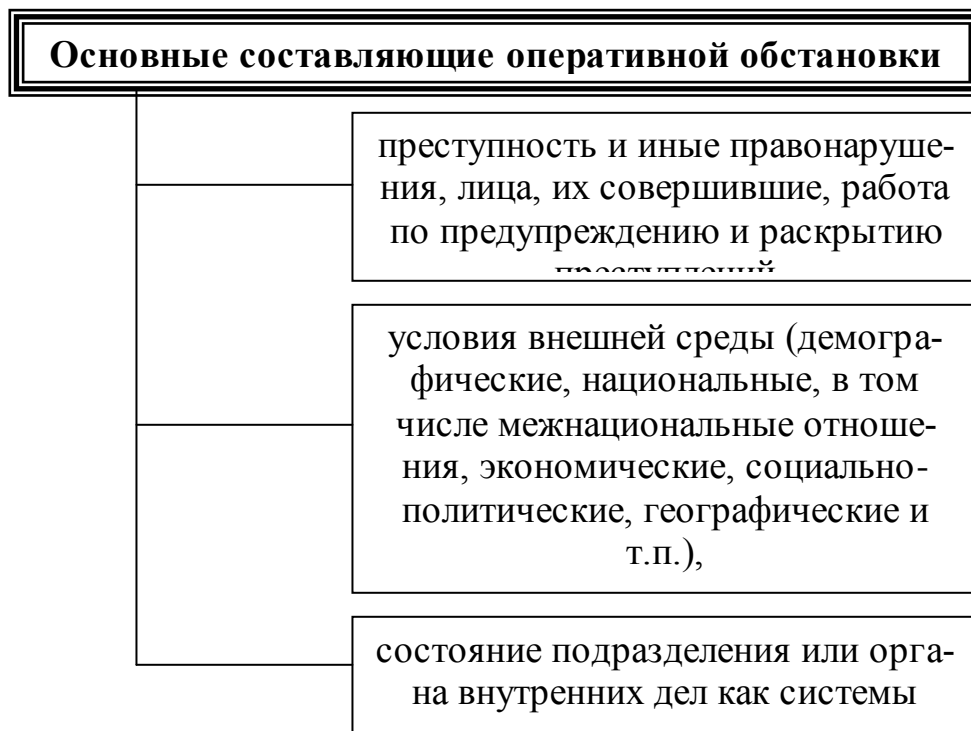 Основные составляющие оперативной обстановки
преступность и иные правонаруше-
ния, лица, их совершившие, работа
по предупреждению и раскрытию
преступлений
условия внешней среды (демогра-
фические, национальные, в том
числе межнациональные отноше-
ния, экономические, социально-
политические, географические и
т.п.),
состояние подразделения или орга-
на внутренних дел как системы